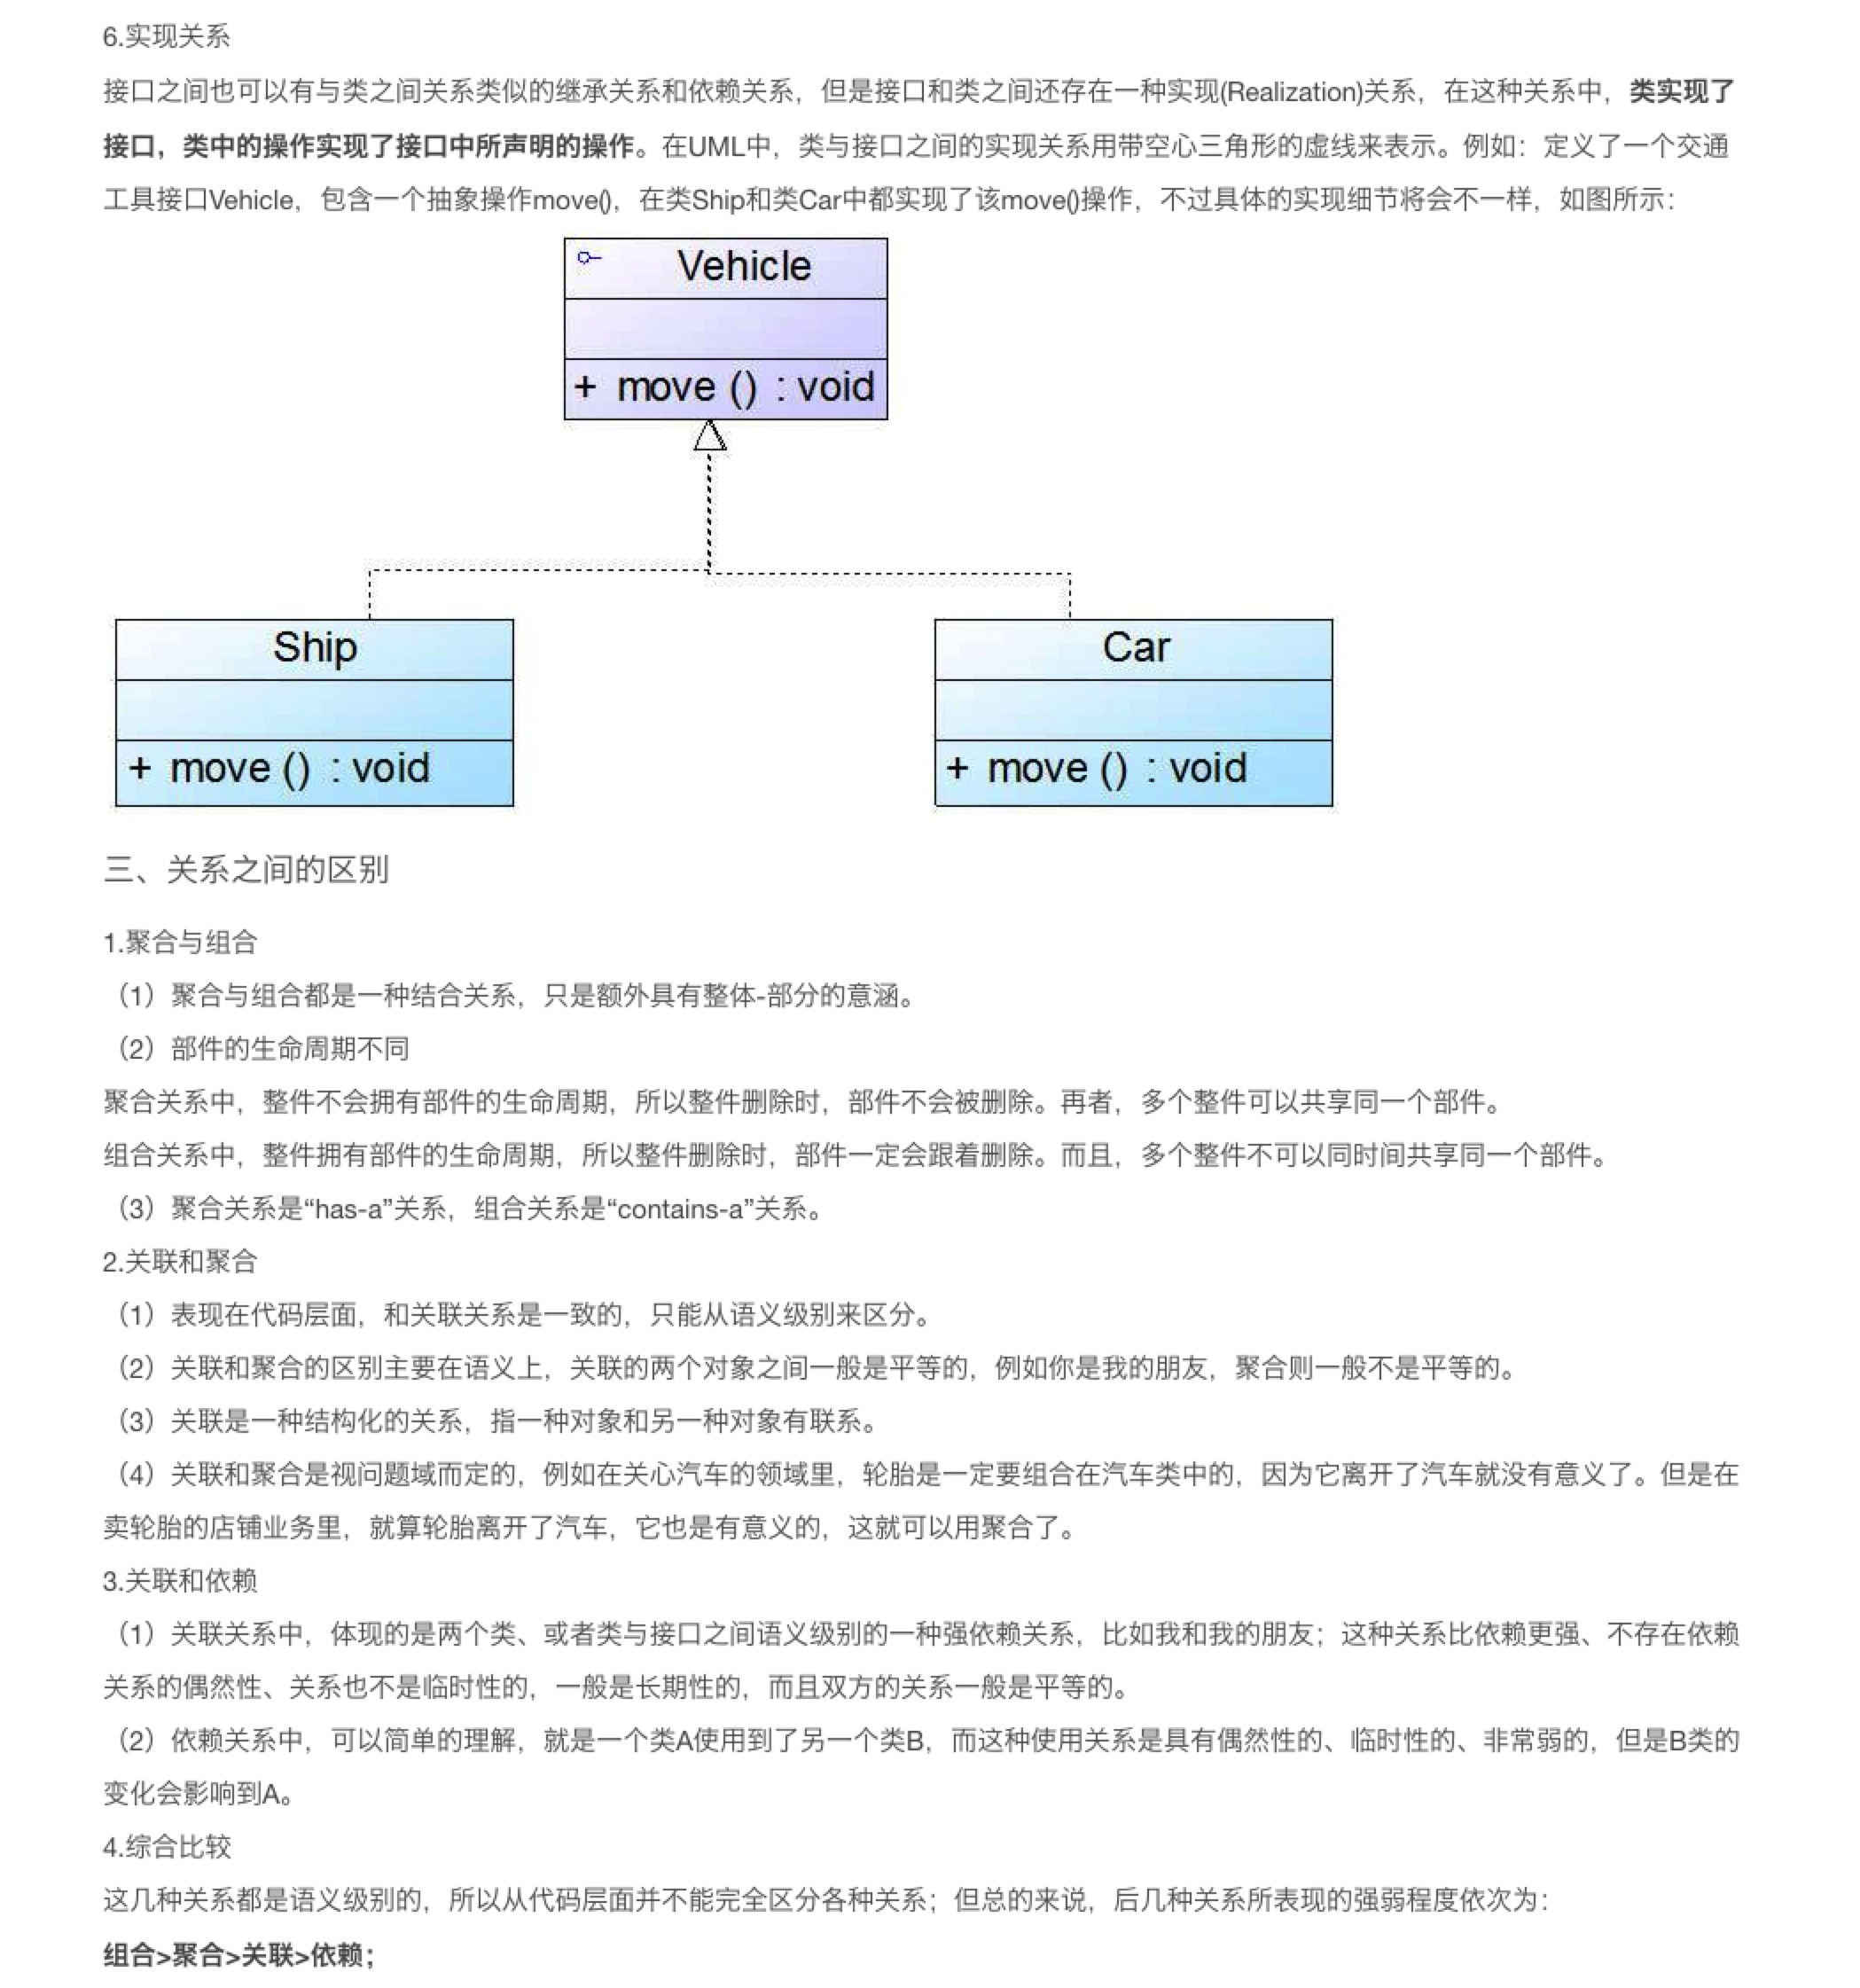 6.实现关系
接口之间也可以有与类之间关系类似的继承关系和依赖关系，但是接口和类之间还存在一种实现(Realization)关系，在这种关系中，类实现了
接口，类中的操作实现了接口中所声明的操作。在UML中，类与接口之间的实现关系用带空心三角形的虚线来表示。例如：定义了一个交通
工具接口Vehicle，包含一个抽象操作move()，在类Ship和类Car中都实现了该move()操作，不过具体的实现细节将会不一样，如图所示：
Vehicle
+ move () : void
Ship
+ move () : void
Car
+ move () : void
三、关系之间的区别
1.聚合与组合
（1）聚合与组合都是一种结合关系，只是额外具有整体-部分的意涵。
（2）部件的生命周期不同
聚合关系中，整件不会拥有部件的生命周期，所以整件删除时，部件不会被删除。再者，多个整件可以共享同一个部件。
组合关系中，整件拥有部件的生命周期，所以整件删除时，部件一定会跟着删除。而且，多个整件不可以同时间共享同一个部件。
（3）聚合关系是“has-a”关系，组合关系是“contains-a”关系。
2.关联和聚合
（1）表现在代码层面，和关联关系是一致的，只能从语义级别来区分。
（2）关联和聚合的区别主要在语义上，关联的两个对象之间一般是平等的，例如你是我的朋友，聚合则一般不是平等的。
（3）关联是一种结构化的关系，指一种对象和另一种对象有联系。
（4）关联和聚合是视问题域而定的，例如在关心汽车的领域里，轮胎是一定要组合在汽车类中的，因为它离开了汽车就没有意义了。但是在
卖轮胎的店铺业务里，就算轮胎离开了汽车，它也是有意义的，这就可以用聚合了。
3.关联和依赖
（1）关联关系中，体现的是两个类、或者类与接口之间语义级别的一种强依赖关系，比如我和我的朋友；这种关系比依赖更强、不存在依赖
关系的偶然性、关系也不是临时性的，一般是长期性的，而且双方的关系一般是平等的。
（2）依赖关系中，可以简单的理解，就是一个类A使用到了另一个类B，而这种使用关系是具有偶然性的、临时性的、非常弱的，但是B类的
变化会影响到A。
4.综合比较
这几种关系都是语义级别的，所以从代码层面并不能完全区分各种关系；但总的来说，后几种关系所表现的强弱程度依次为：
组合>聚合>关联>依赖；